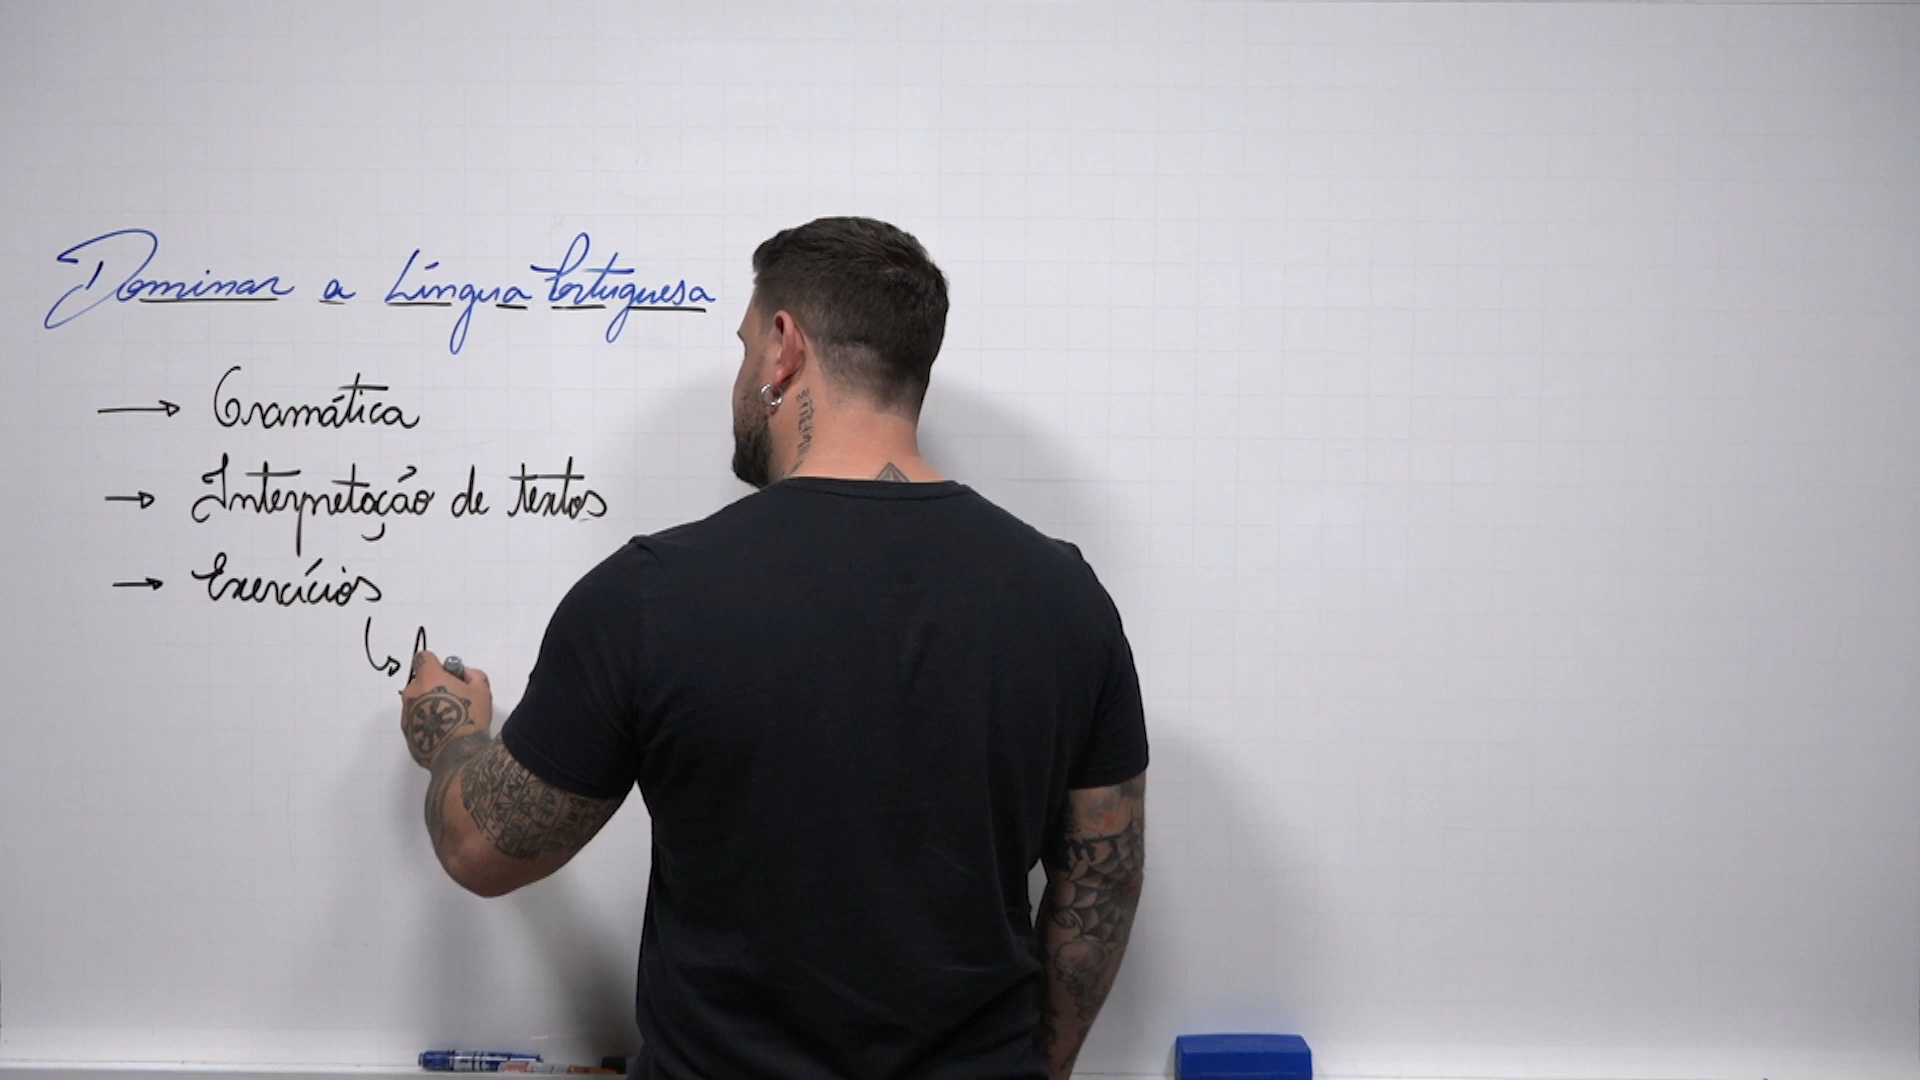 Dominar a Língua Portuguesa
→ Gramática
→ Interpretação de textos
→ Exercícios